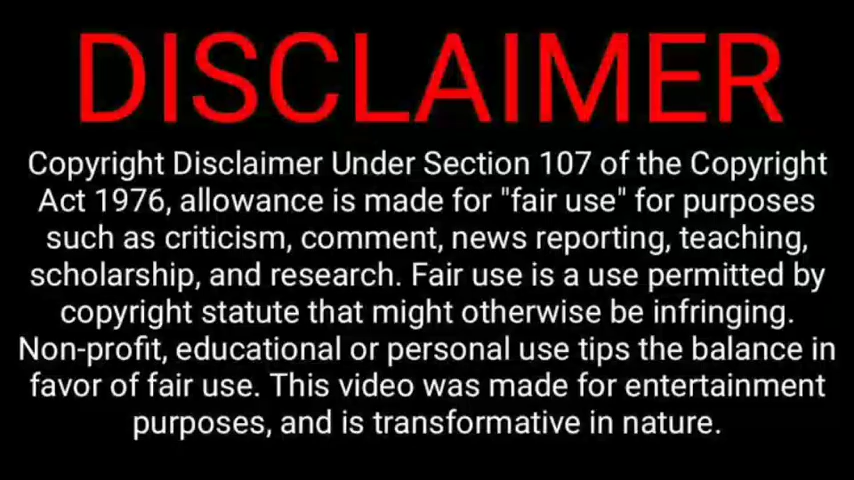 DISCLAIMER
Copyright Disclaimer Under Section 107 of the Copyright
Act 1976, allowance is made for "fair use" for purposes
such as criticism, comment, news reporting, teaching,
scholarship, and research. Fair use is a use permitted by
copyright statute that might otherwise be infringing.
Non-profit, educational or personal use tips the balance in
favor of fair use. This video was made for entertainment
purposes, and is transformative in nature.